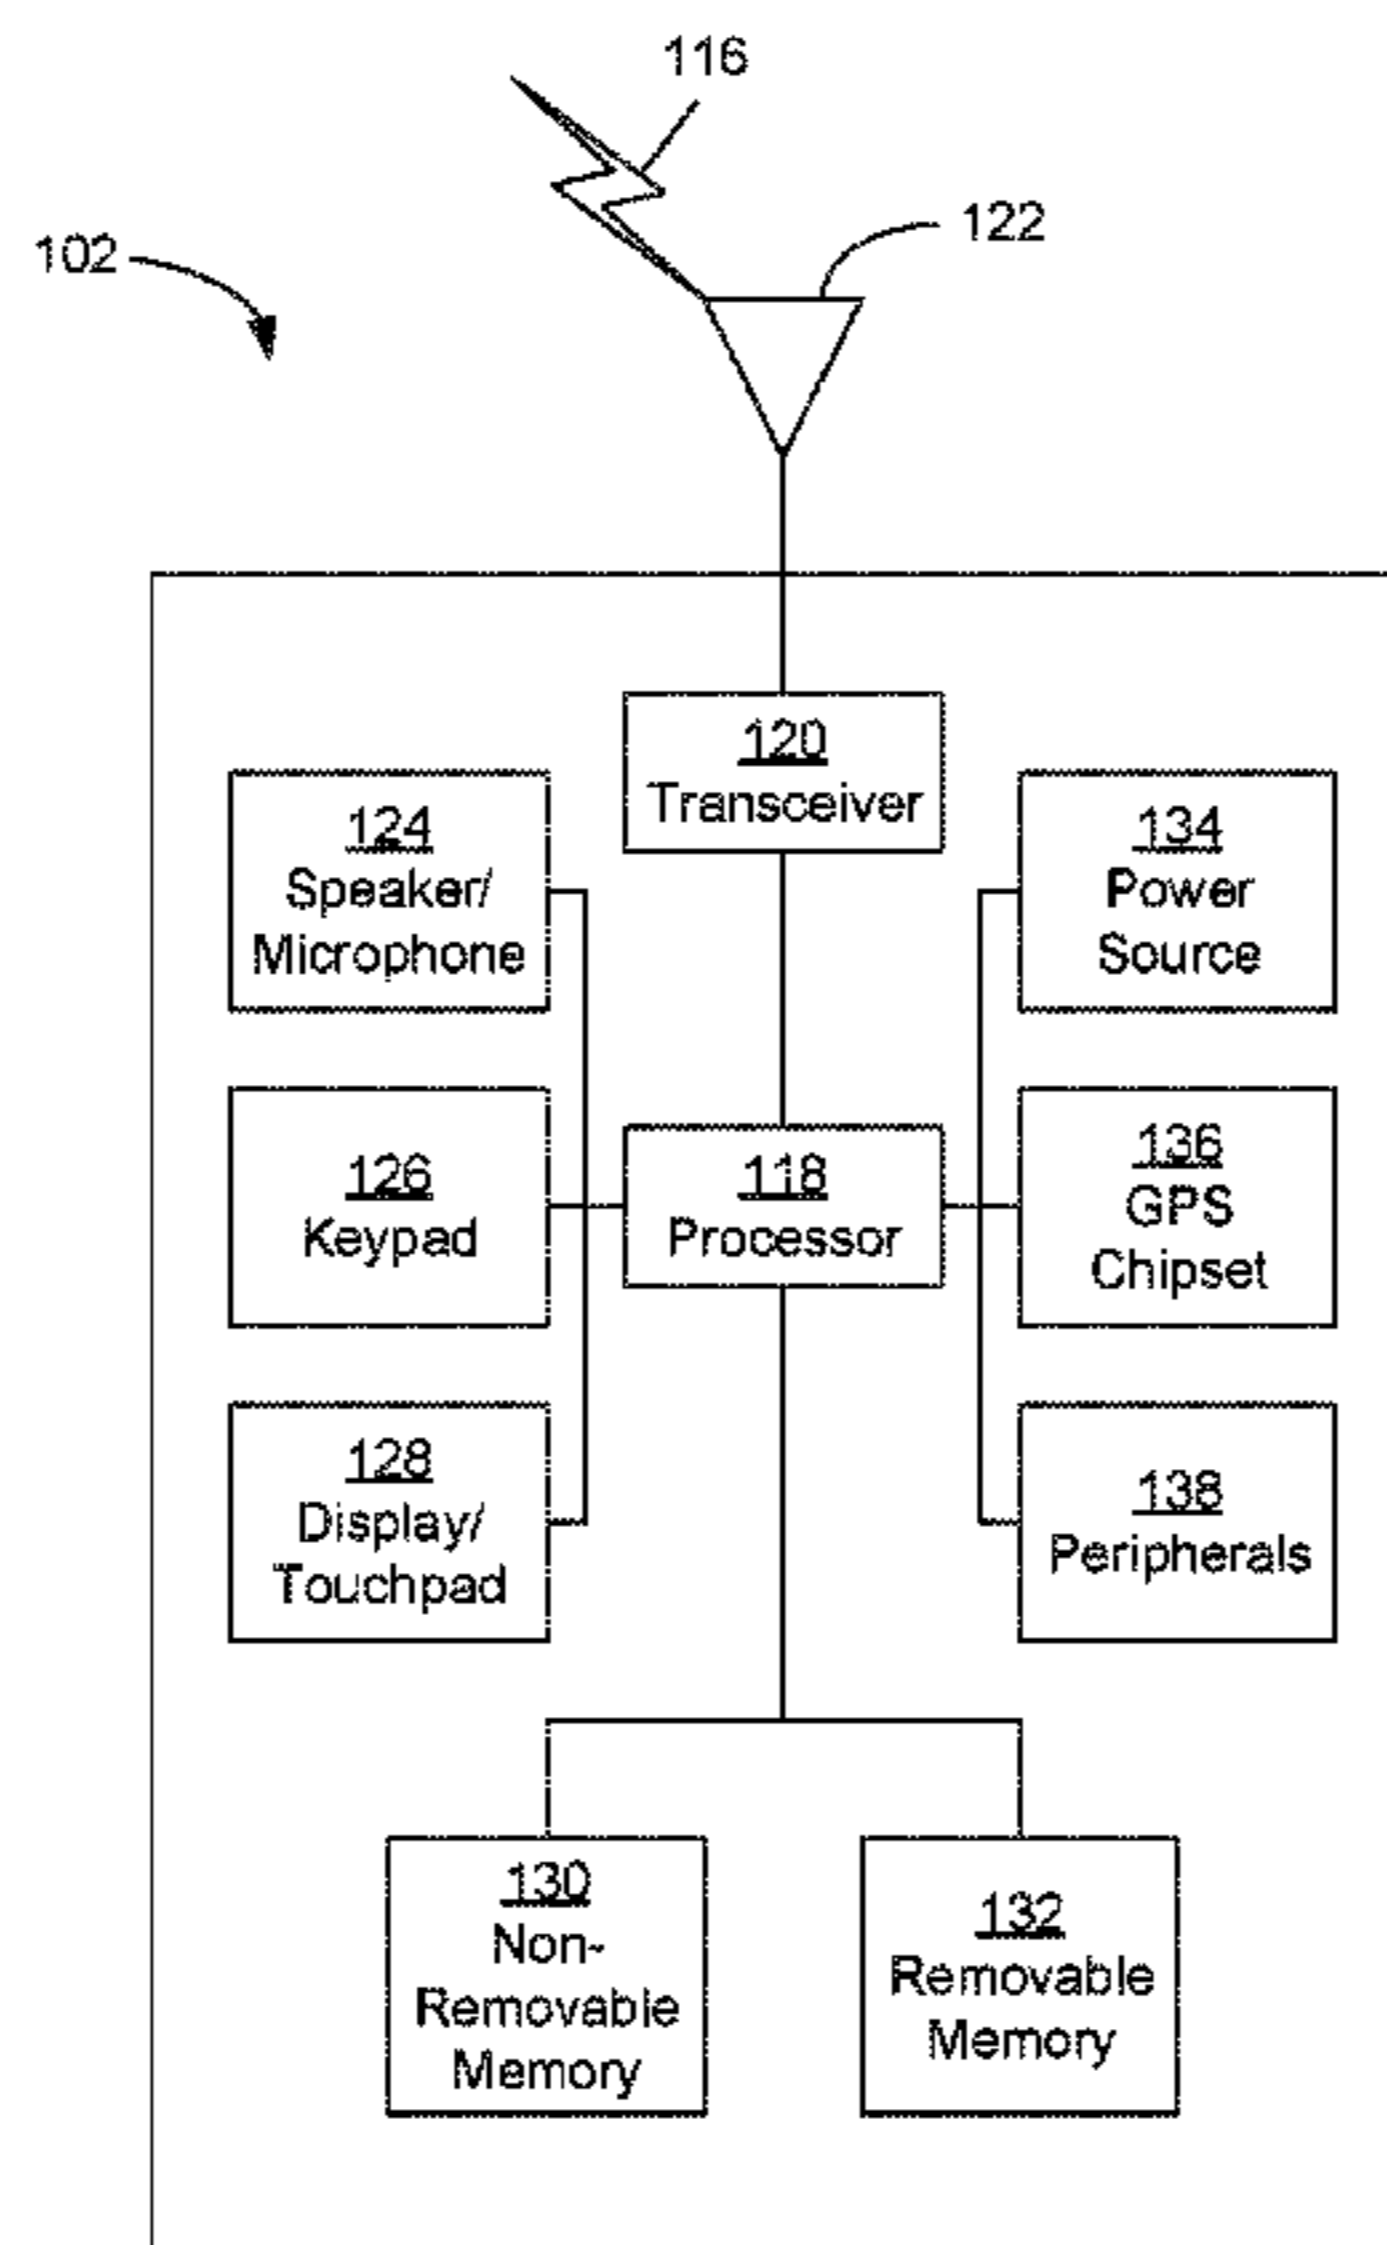 116
122
102
120
Transceiver
124
Speaker/
Microphone
134
Power
Source
126
Keypad
118
Processor
136
GPS
Chipset
128
Display/
Touchpad
138
Peripherals
130
Non-
Removable
Memory
132
Removable
Memory